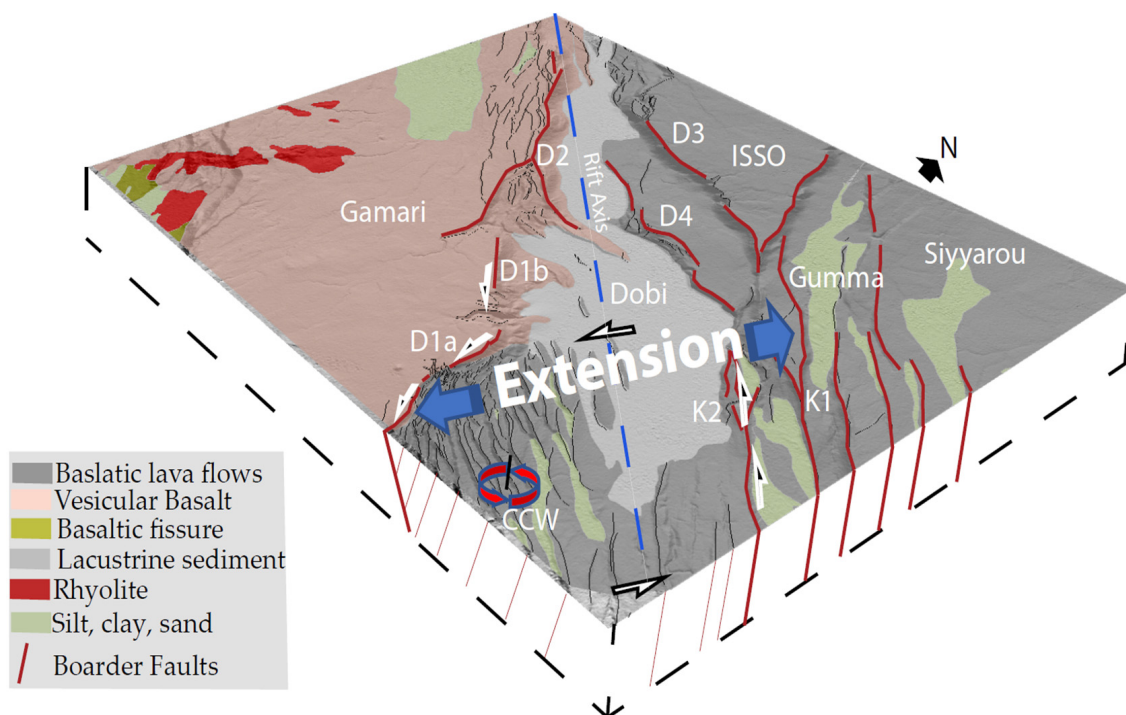 N
D3
ISSO
D2
Rift Axis
Gamari
D4
Siyyarou
Gumma
D1b
Dobi
D1a
Extension
K2
K1
CCW
Baslatic lava flows
Vesicular Basalt
Basaltic fissure
Lacustrine sediment
Rhyolite
Silt, clay, sand
Boarder Faults